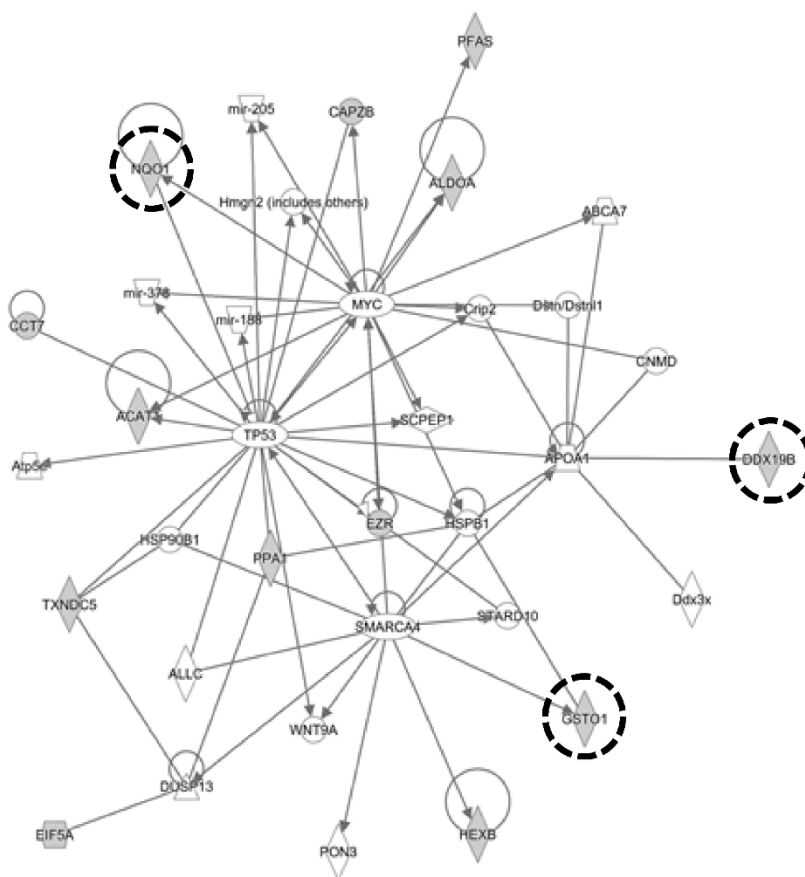 PFAS
mir-205
CAPZB
NQO1
ALDOA
Hmgn2 (includes others)
ABCA7
mir-378
MYC
Crip2
Dstn/Dstnl1
mir-188
CCT7
CNMD
ACAT2
SCPEP1
TP53
APOA1
DDX19B
Atp5e
EZR
HSPB1
HSP90B1
PPA1
TXNDC5
Ddx3x
STARD10
SMARCA4
ALLC
GSTO1
WNT9A
DUSP13
EIF5A
PON3
HEXB